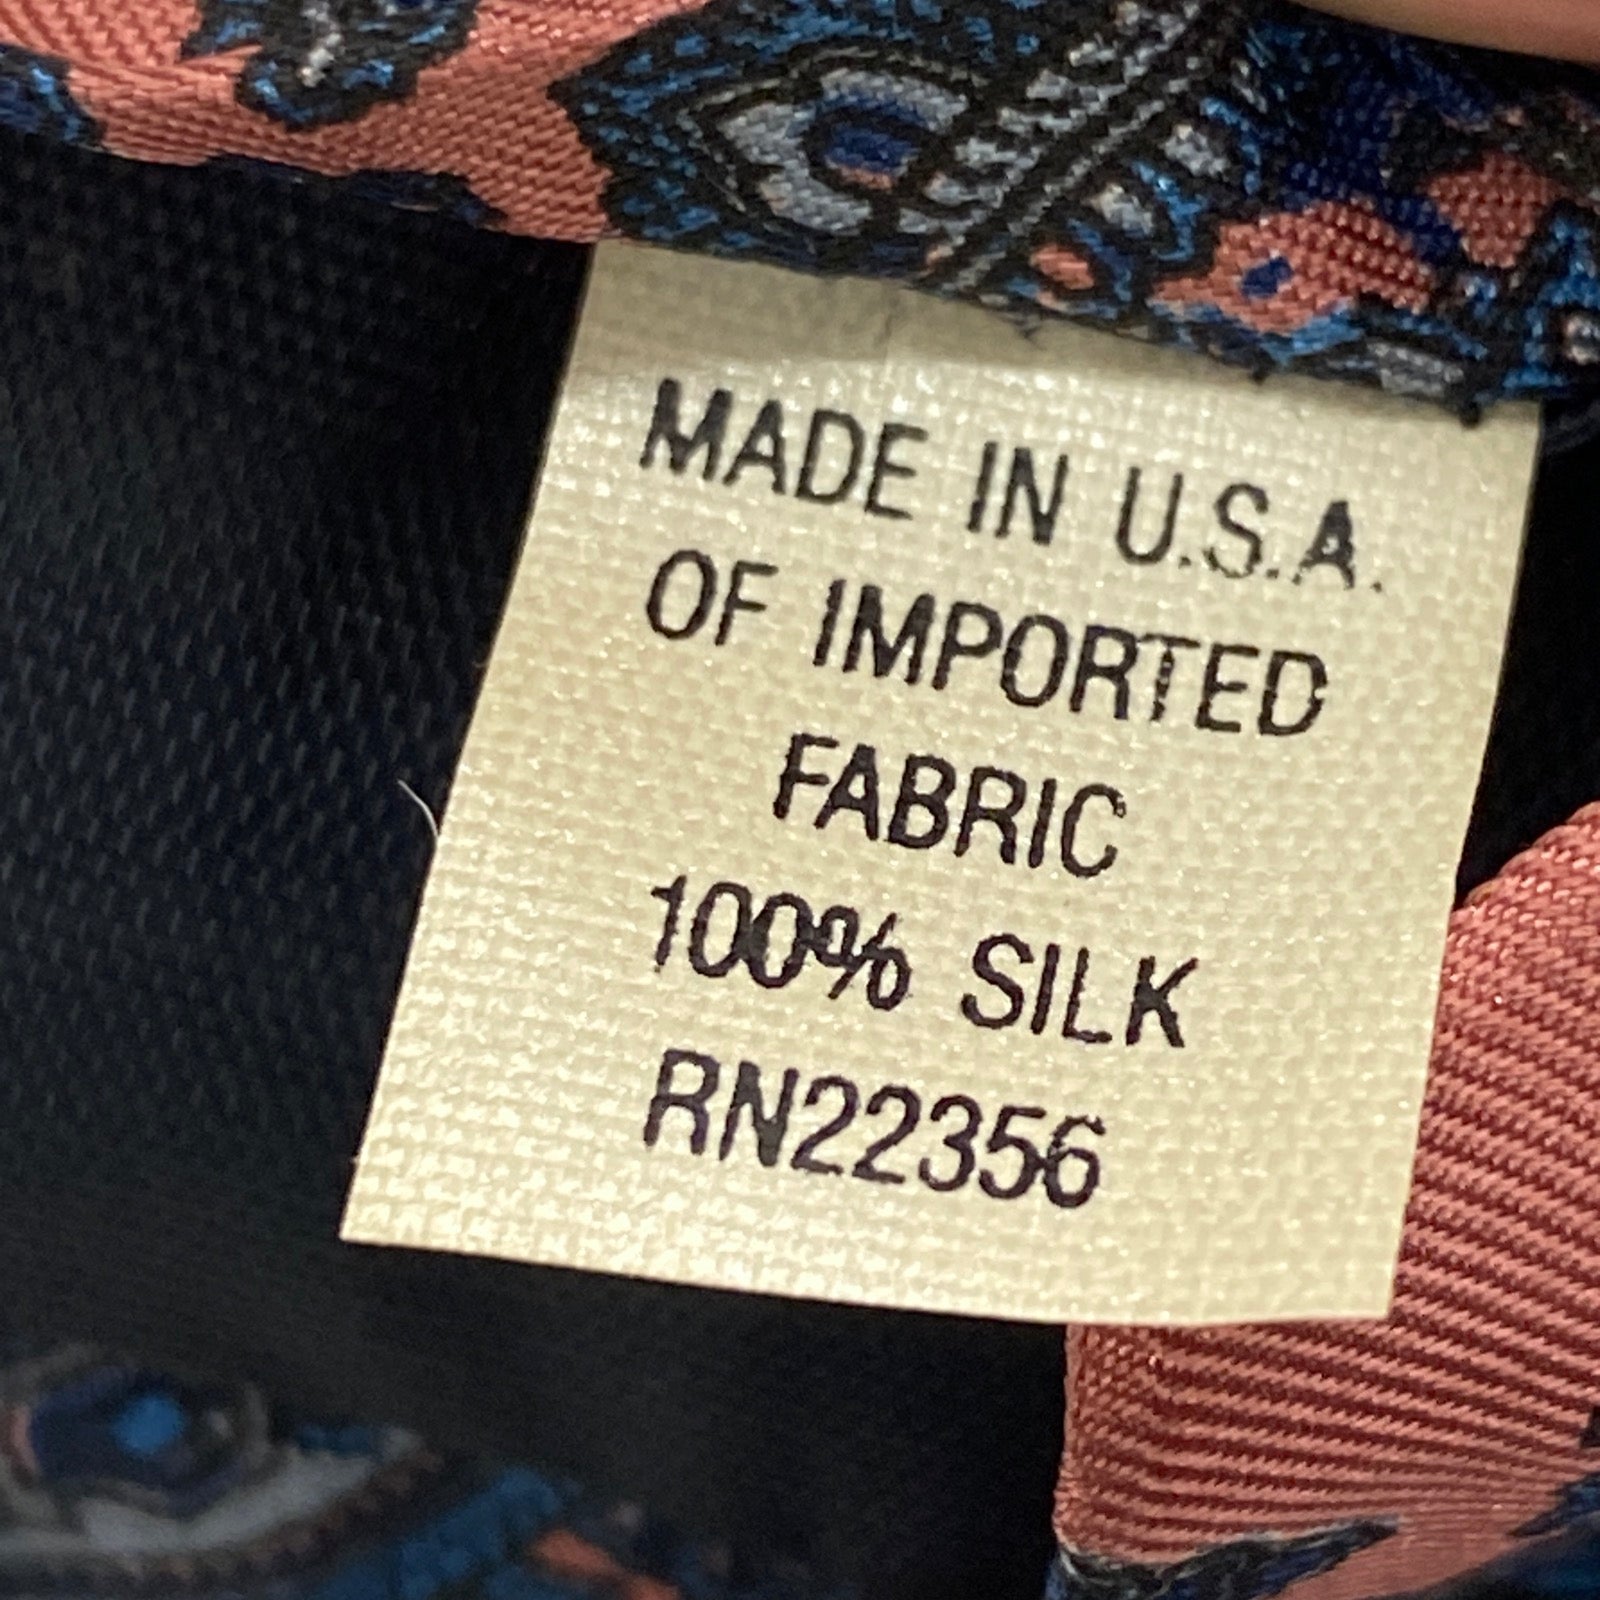 MADE IN U.S.A.
OF IMPORTED
FABRIC
100% SILK
RN22356